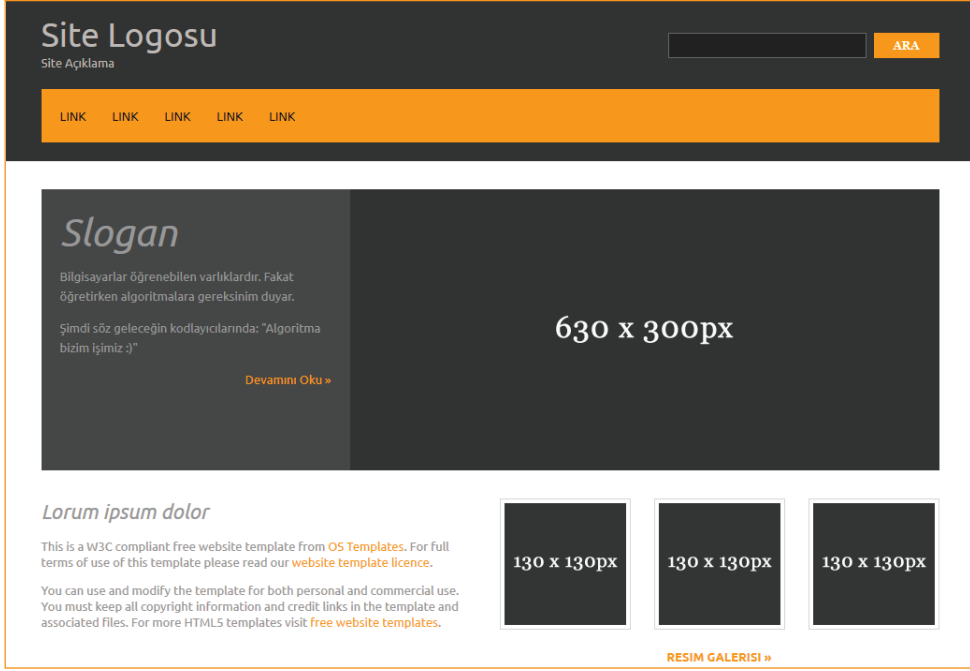 Site Logosu
Site Açıklama
ARA
LINK LINK LINK LINK LINK
Slogan
Bilgisayarlar öğrenebilen varlıklardır. Fakat
öğretirken algoritmalara gereksinim duyar.
Şimdi söz geleceğin kodlayıcılarında: "Algoritma
bizim işimiz :)"
Devamını Oku »
630 x 300px
Lorum ipsum dolor
This is a W3C compliant free website template from OS Templates. For full
terms of use of this template please read our website template licence.
You can use and modify the template for both personal and commercial use.
You must keep all copyright information and credit links in the template and
associated files. For more HTML5 templates visit free website templates.
130 x 130px 130 x 130px 130 x 130px
RESIM GALERISI »